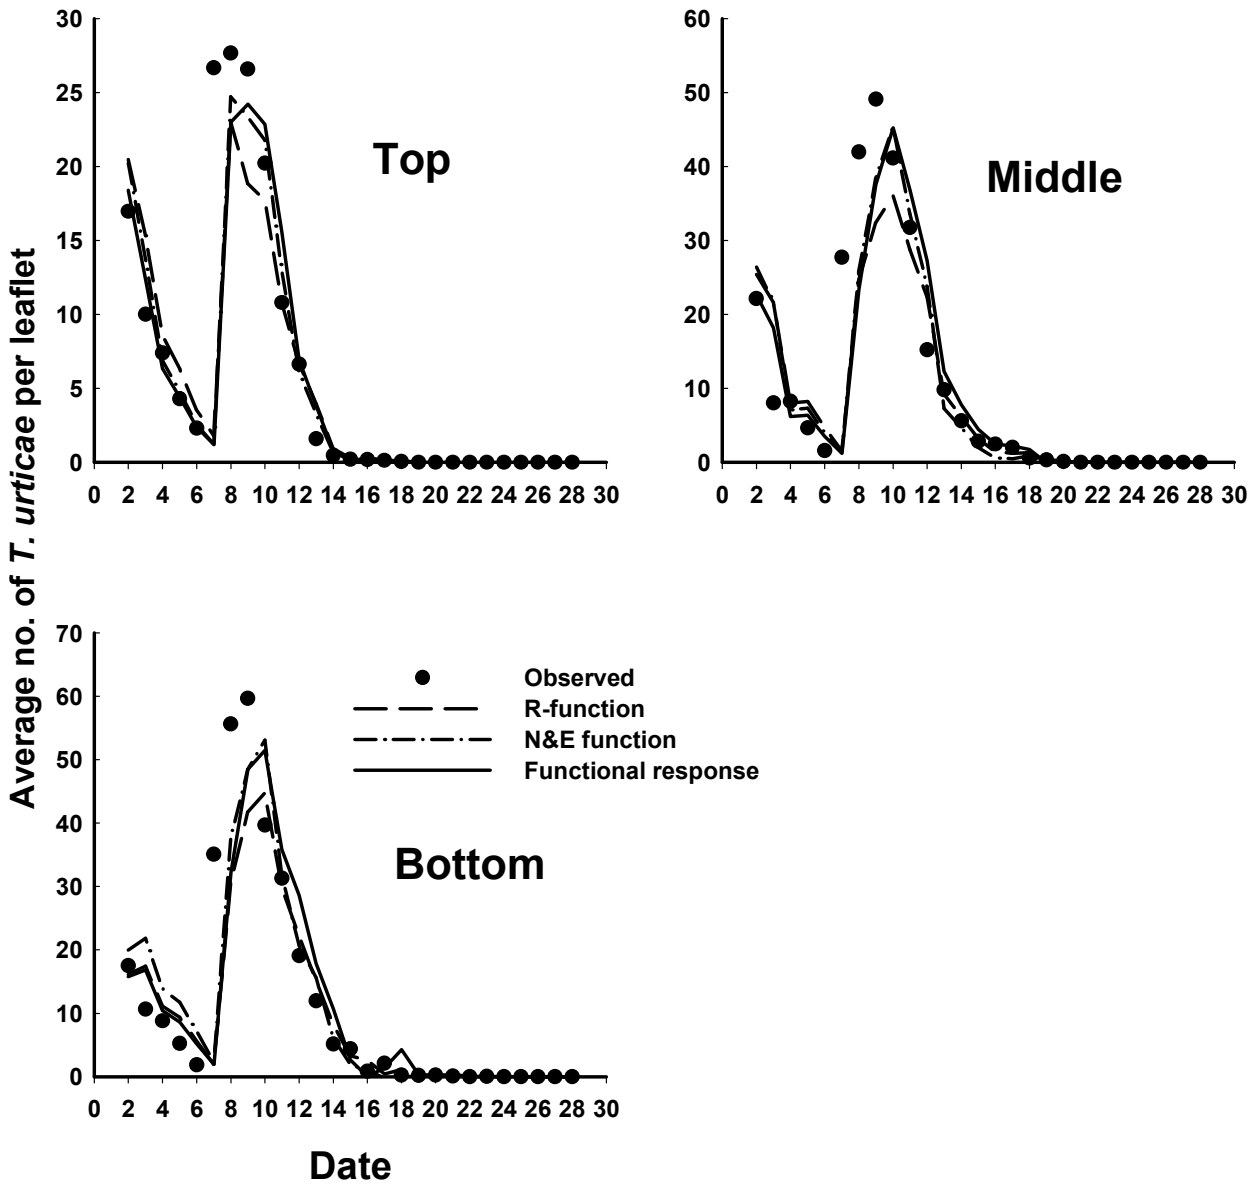 Average no. of T. urticae per leaflet
30
25
20
15
10
5
0
0 2 4 6 8 10 12 14 16 18 20 22 24 26 28 30
Top
60
50
40
30
20
10
0
0 2 4 6 8 10 12 14 16 18 20 22 24 26 28 30
Middle
70
60
50
40
30
20
10
0
0 2 4 6 8 10 12 14 16 18 20 22 24 26 28 30
Observed
R-function
N&E function
Functional response
Bottom
Date